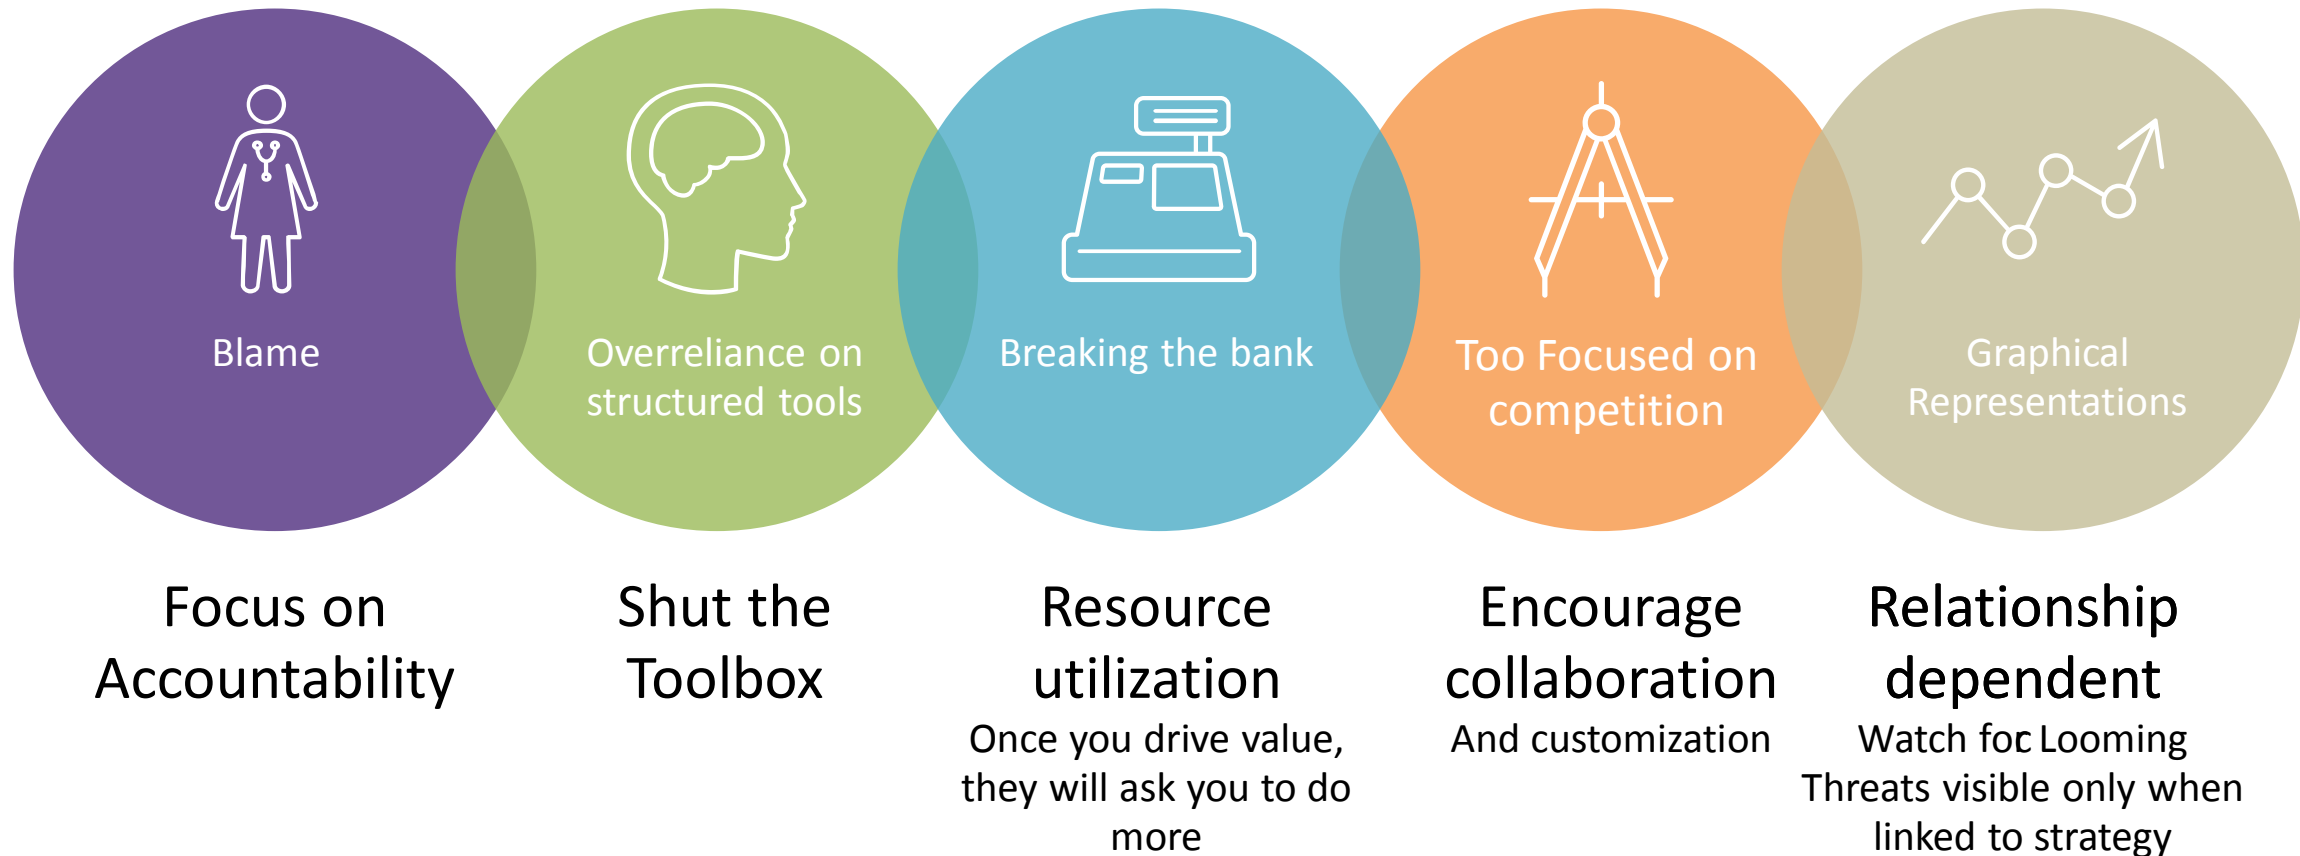 Blame
Overreliance on
structured tools
Breaking the bank
Too Focused on
competition
Graphical
Representations
Focus on
Accountability
Shut the
Toolbox
Resource
utilization
Once you drive value,
they will ask you to do
more
Encourage
collaboration
And customization
Relationship
dependent
Watch for: Looming
Threats visible only when
linked to strategy